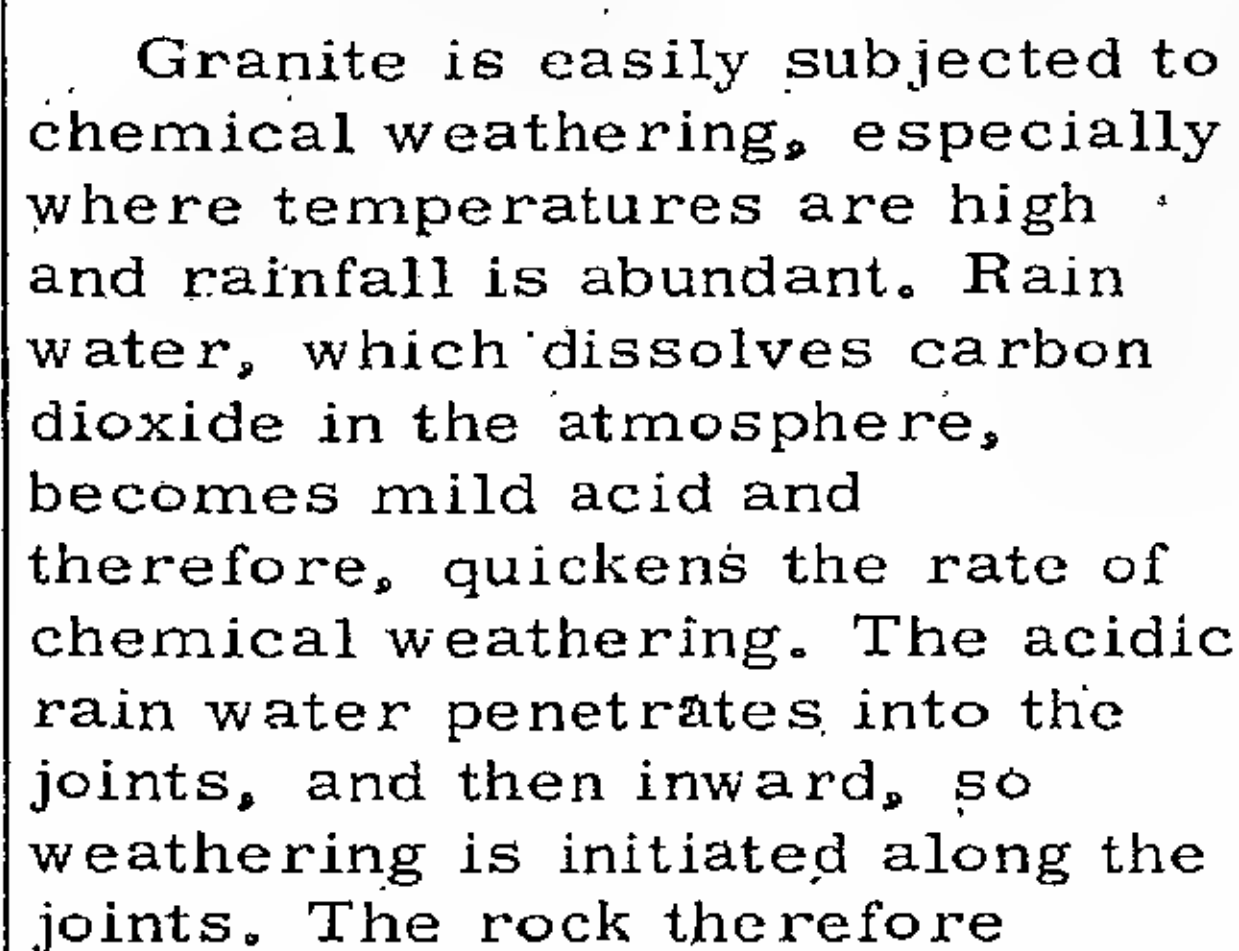 Granite is easily subjected to
chemical weathering, especially
where temperatures are high
and rainfall is abundant. Rain
water, which dissolves carbon
dioxide in the atmosphere,
becomes mild acid and
therefore, quickens the rate of
chemical weathering. The acidic
rain water penetrates into the
joints, and then inward, so
weathering is initiated along the
joints. The rock therefore